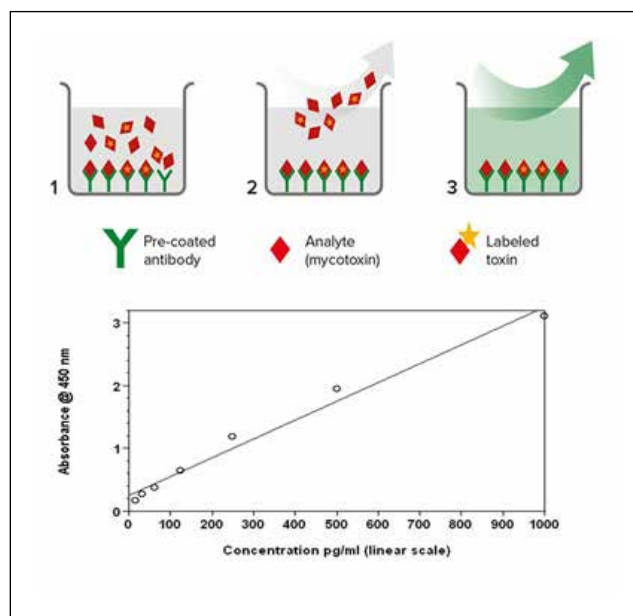 1
2
3
Pre-coated
antibody
Analyte
(mycotoxin)
Labeled
toxin
Absorbance @ 450 nm
3
2
1
0
0 100 200 300 400 500 600 700 800 900 1000
Concentration pg/ml (linear scale)